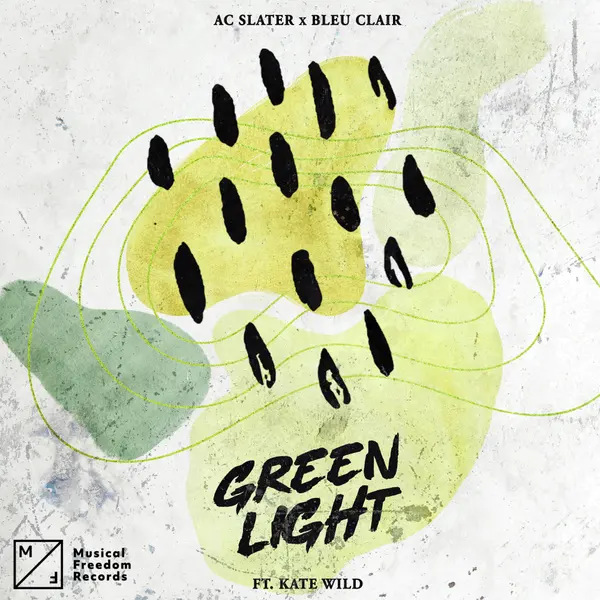 AC SLATER x BLEU CLAIR
GREEN
LIGHT
M
F
Musical
Freedom
Records
FT. KATE WILD